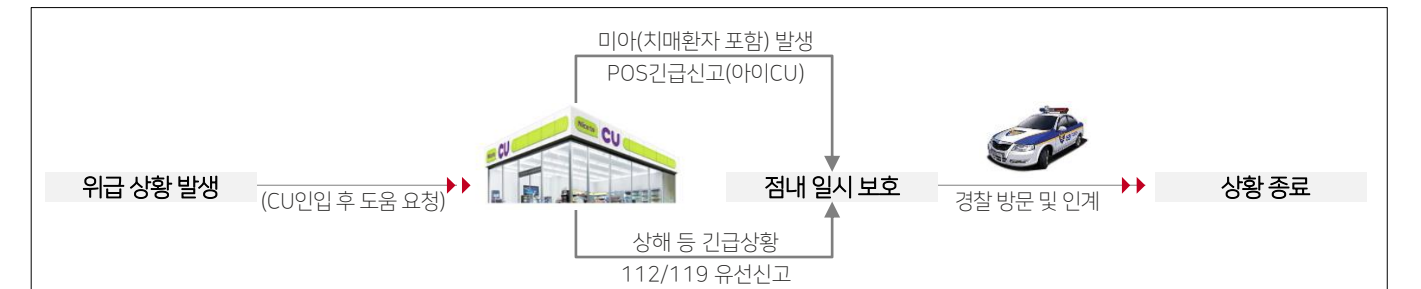 미아(치매환자 포함) 발생
POS긴급신고(아이CU)
CU
CU
위급 상황 발생
(CU인입 후 도움 요청)
점내 일시 보호
경찰 방문 및 인계
상황 종료
상해 등 긴급상황
112/119 유선신고